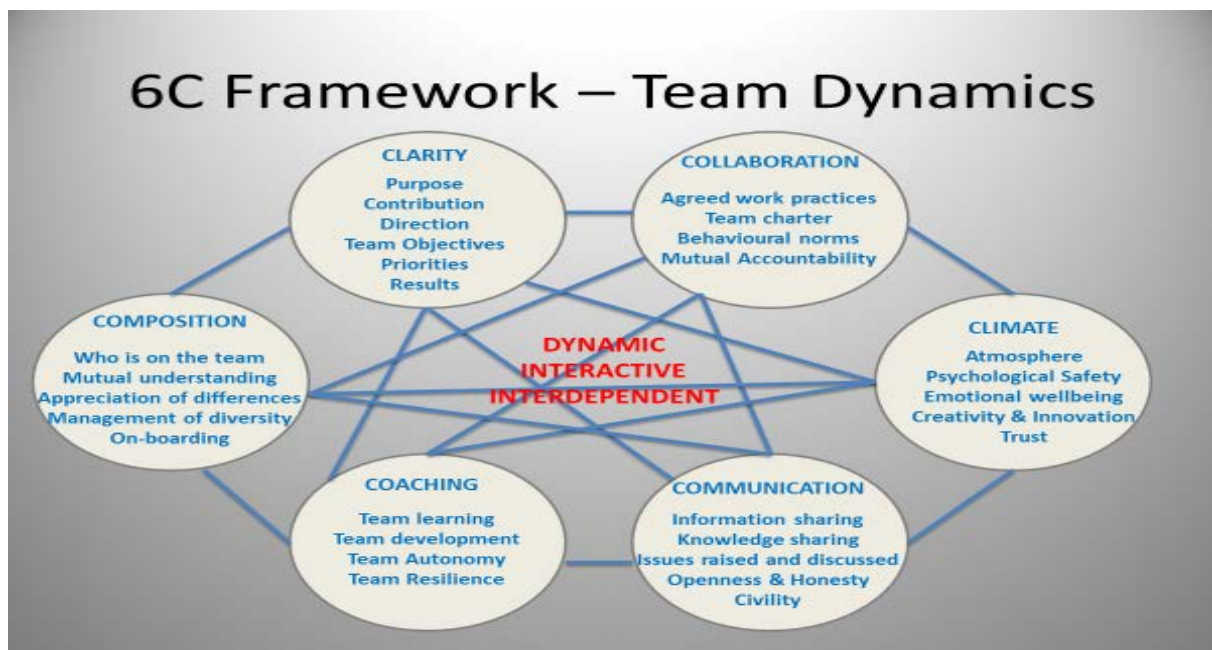 6C Framework – Team Dynamics
CLARITY
Purpose
Contribution
Direction
Team Objectives
Priorities
Results
COLLABORATION
Agreed work practices
Team charter
Behavioural norms
Mutual Accountability
COMPOSITION
Who is on the team
Mutual understanding
Appreciation of differences
Management of diversity
On-boarding
DYNAMIC
INTERACTIVE
INTERDEPENDENT
CLIMATE
Atmosphere
Psychological Safety
Emotional wellbeing
Creativity & Innovation
Trust
COACHING
Team learning
Team development
Team Autonomy
Team Resilience
COMMUNICATION
Information sharing
Knowledge sharing
Issues raised and discussed
Openness & Honesty
Civility